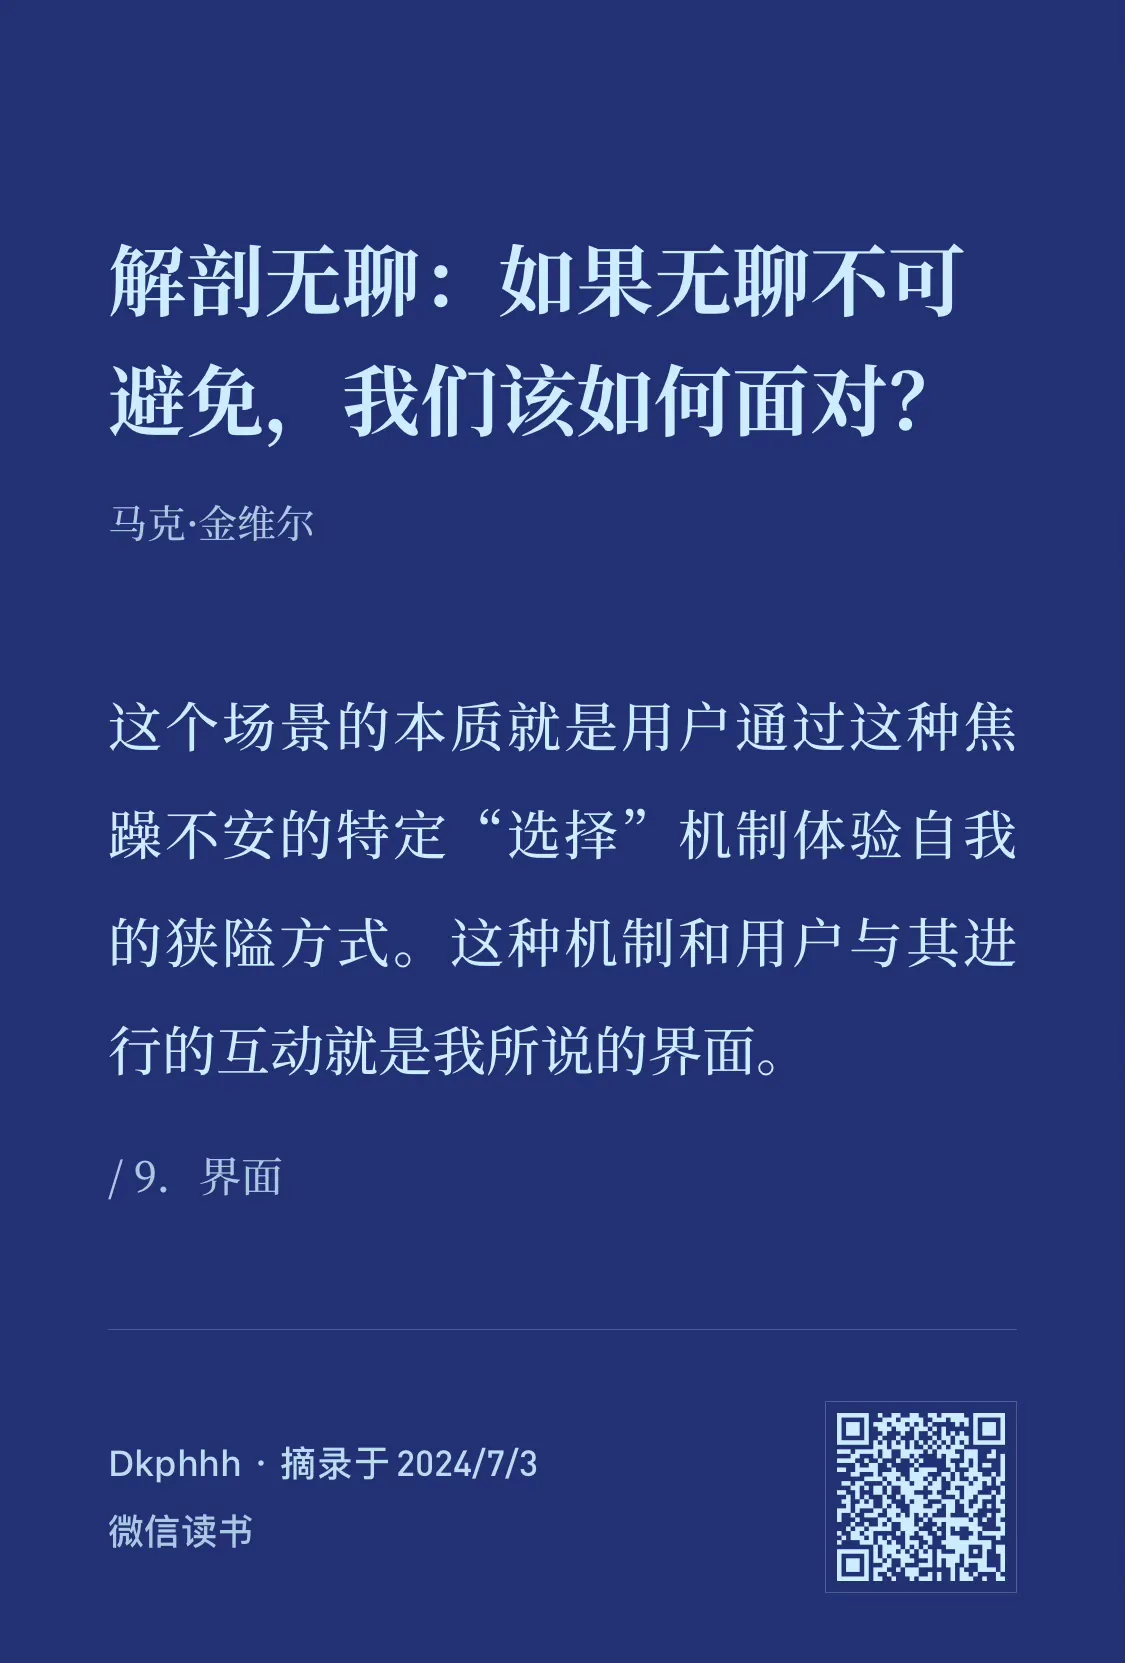 解剖无聊：如果无聊不可
避免，我们该如何面对？
马克·金维尔
这个场景的本质就是用户通过这种焦
躁不安的特定“选择”机制体验自我
的狭隘方式。这种机制和用户与其进
行的互动就是我所说的界面。
/ 9. 界面
Dkphhh · 摘录于 2024/7/3
微信读书